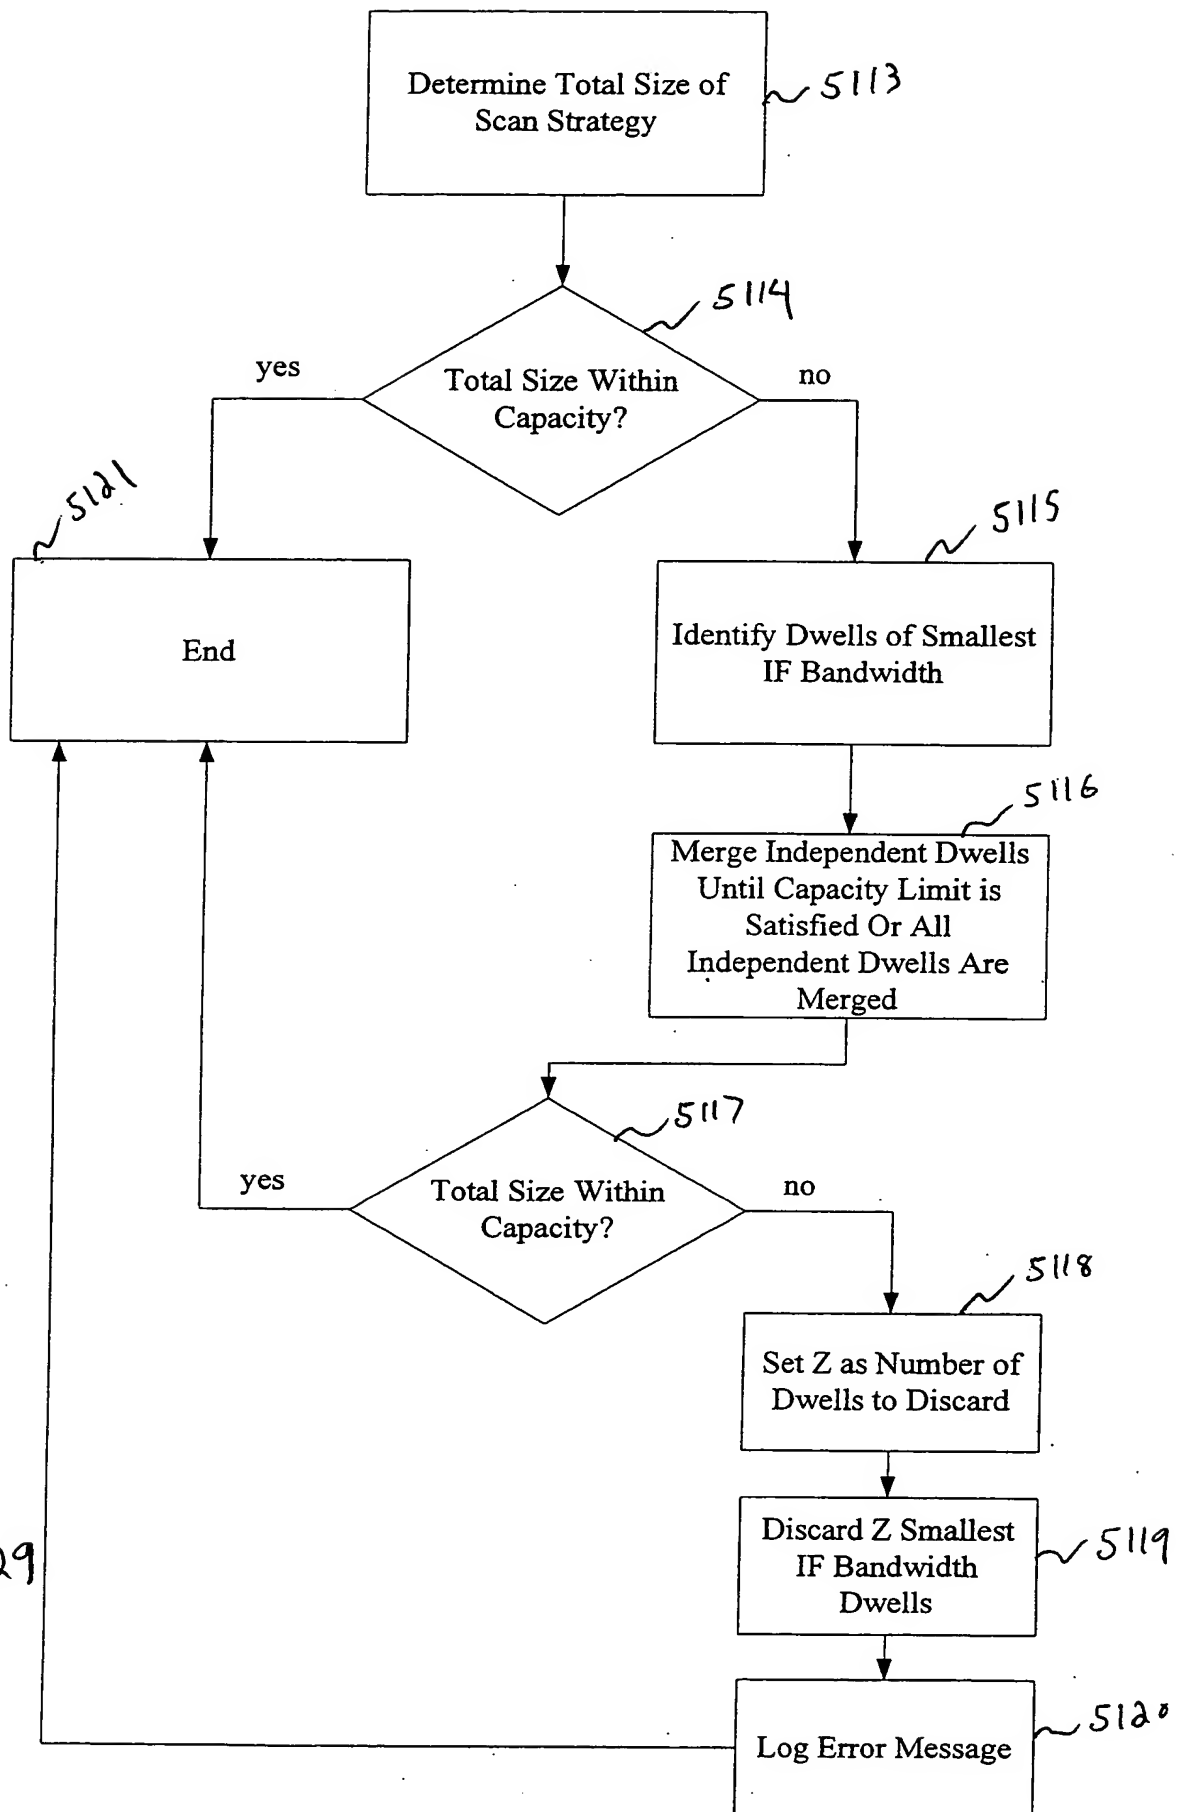 Determine Total Size of
Scan Strategy
5113
5114
Total Size Within
Capacity?
yes
no
5121
End
5115
Identify Dwells of Smallest
IF Bandwidth
5116
Merge Independent Dwells
Until Capacity Limit is
Satisfied Or All
Independent Dwells Are
Merged
5117
Total Size Within
Capacity?
yes
no
5118
Set Z as Number of
Dwells to Discard
Discard Z Smallest
IF Bandwidth
Dwells
5119
29
Log Error Message
5120